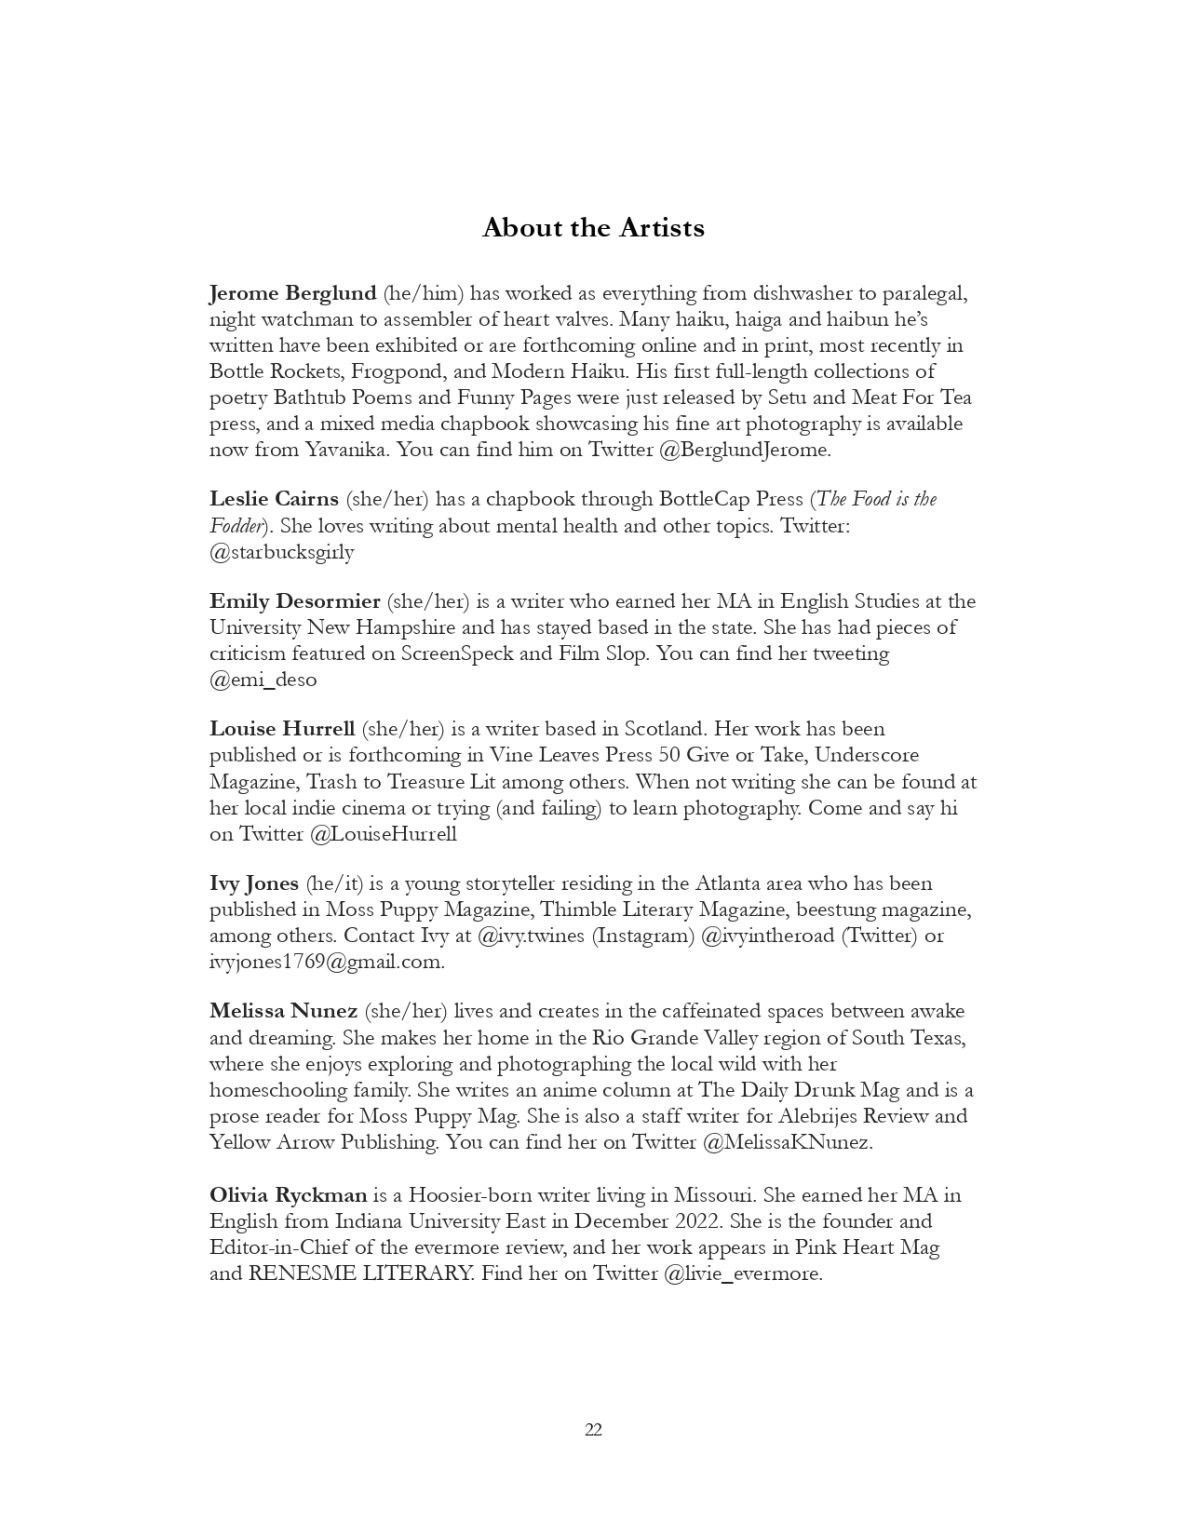 About the Artists
Jerome Berglund (he/him) has worked as everything from dishwasher to paralegal,
night watchman to assembler of heart valves. Many haiku, haiga and haibun he’s
written have been exhibited or are forthcoming online and in print, most recently in
Bottle Rockets, Frogpond, and Modern Haiku. His first full-length collections of
poetry Bathtub Poems and Funny Pages were just released by Setu and Meat For Tea
press, and a mixed media chapbook showcasing his fine art photography is available
now from Yavanika. You can find him on Twitter @BerglundJerome.
Leslie Cairns (she/her) has a chapbook through BottleCap Press (The Food is the
Fodder). She loves writing about mental health and other topics. Twitter:
@starbucksgirly
Emily Desormier (she/her) is a writer who earned her MA in English Studies at the
University New Hampshire and has stayed based in the state. She has had pieces of
criticism featured on ScreenSpeck and Film Slop. You can find her tweeting
@emi_deso
Louise Hurrell (she/her) is a writer based in Scotland. Her work has been
published or is forthcoming in Vine Leaves Press 50 Give or Take, Underscore
Magazine, Trash to Treasure Lit among others. When not writing she can be found at
her local indie cinema or trying (and failing) to learn photography. Come and say hi
on Twitter @LouiseHurrell
Ivy Jones (he/it) is a young storyteller residing in the Atlanta area who has been
published in Moss Puppy Magazine, Thimble Literary Magazine, beestung magazine,
among others. Contact Ivy at @ivy.twines (Instagram) @ivyintheroad (Twitter) or
ivyjones1769@gmail.com.
Melissa Nunez (she/her) lives and creates in the caffeinated spaces between awake
and dreaming. She makes her home in the Rio Grande Valley region of South Texas,
where she enjoys exploring and photographing the local wild with her
homeschooling family. She writes an anime column at The Daily Drunk Mag and is a
prose reader for Moss Puppy Mag. She is also a staff writer for Alebrijes Review and
Yellow Arrow Publishing. You can find her on Twitter @MelissaKNunez.
Olivia Ryckman is a Hoosier-born writer living in Missouri. She earned her MA in
English from Indiana University East in December 2022. She is the founder and
Editor-in-Chief of the evermore review, and her work appears in Pink Heart Mag
and RENESME LITERARY. Find her on Twitter @livie_evermore.
22